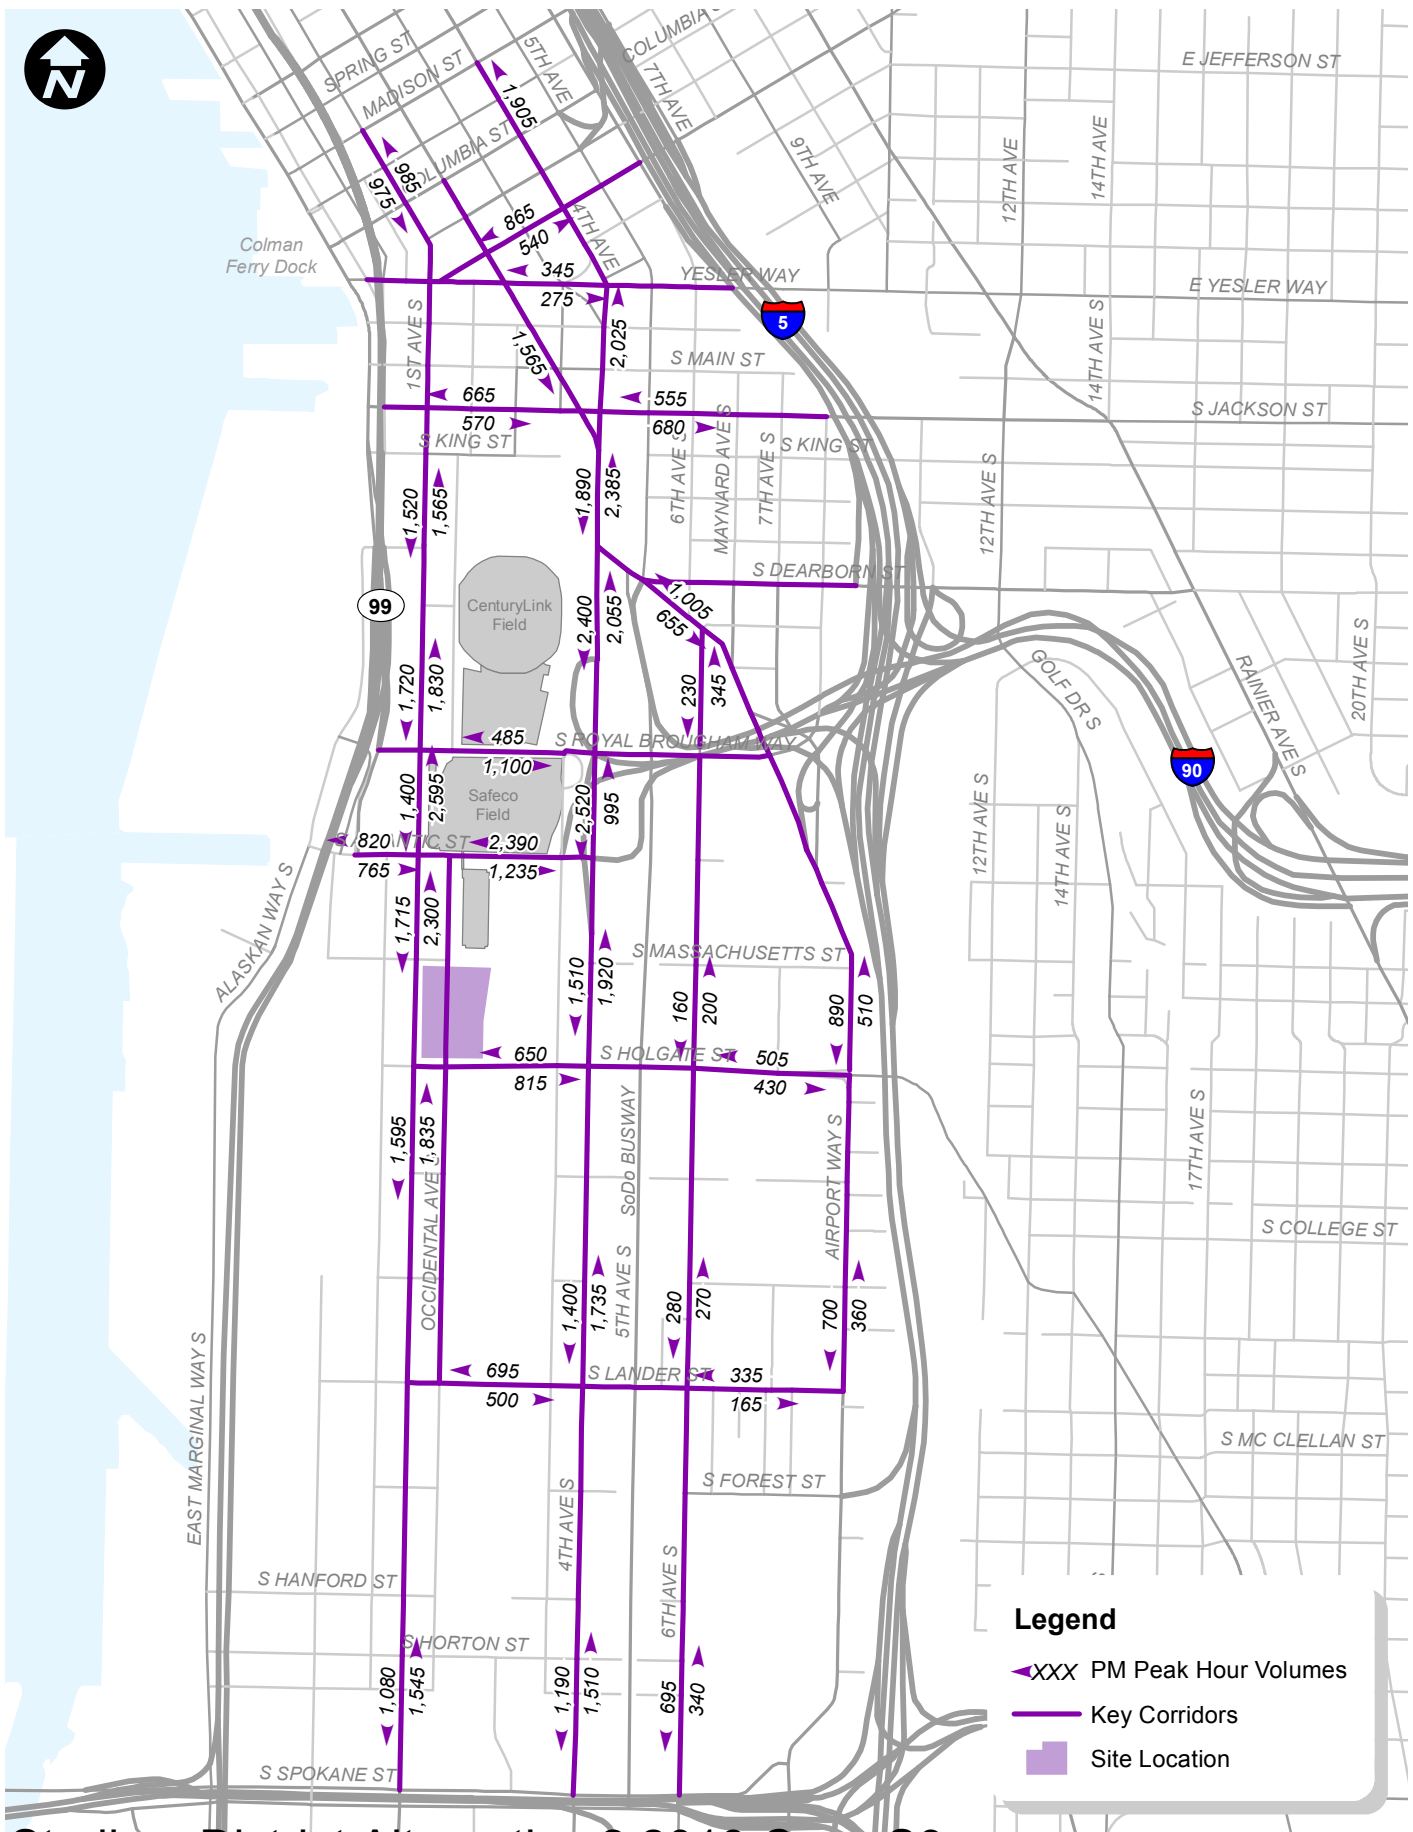 N
SPRING ST
MADISON ST
COLUMBIA ST
5TH AVE
7TH AVE
9TH AVE
4TH AVE
E JEFFERSON ST
12TH AVE
14TH AVE
1,905
985
975
865
540
Colman
Ferry Dock
345
275
YESLER WAY
E YESLER WAY
5
1ST AVE S
1,565
2,025
S MAIN ST
14TH AVE S
665
555
570
680
S JACKSON ST
S KING ST
S KING ST
6TH AVE S
MAYNARD AVE S
7TH AVE S
12TH AVE S
1,520
1,565
1,890
2,385
S DEARBORN ST
99
CenturyLink
Field
2,400
2,055
1,005
655
1,720
1,830
230
345
GOLF DR S
RAINIER AVE S
20TH AVE S
485
S ROYAL BROUGHAM WAY
1,100
90
1,400
2,595
Safeco
Field
2,520
995
12TH AVE S
14TH AVE S
820
2,390
765
1,235
ALASKAN WAY S
1,715
2,300
S MASSACHUSETTS ST
1,510
1,920
160
200
890
510
650
S HOLGATE ST
505
815
430
1,595
1,835
OCCIDENTAL AVE S
SoDo BUSWAY
5TH AVE S
AIRPORT WAY S
17TH AVE S
S COLLEGE ST
1,400
1,735
280
270
700
360
EAST MARGINAL WAY S
695
S LANDER ST
335
500
165
S MC CLELLAN ST
S FOREST ST
4TH AVE S
6TH AVE S
S HANFORD ST
S HORTON ST
1,080
1,545
1,190
1,510
695
340
S SPOKANE ST
Legend
XXX PM Peak Hour Volumes
Key Corridors
Site Location